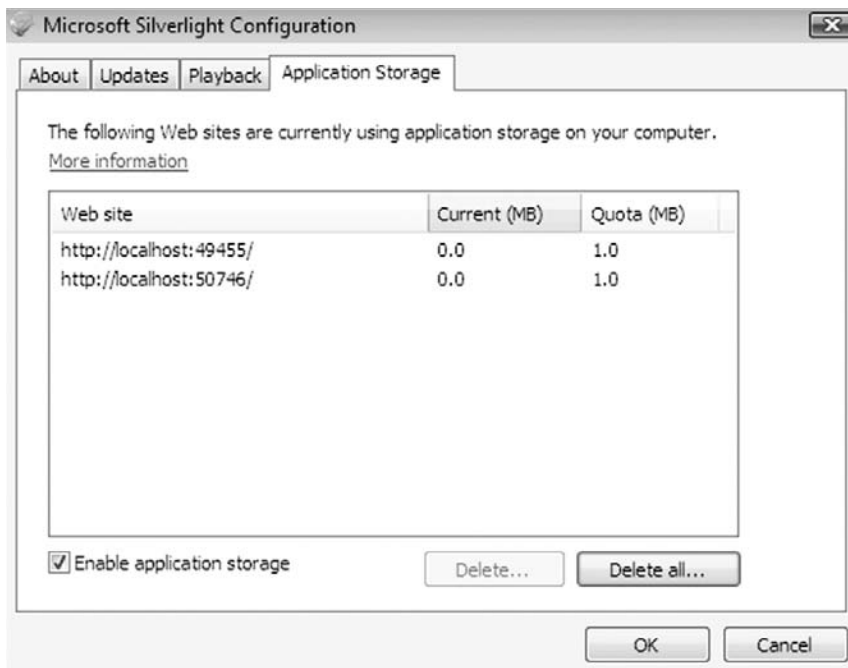 Microsoft Silverlight Configuration
About Updates Playback Application Storage
The following Web sites are currently using application storage on your computer.
More information
Web site Current (MB) Quota (MB)
http://localhost:49455/ 0.0 1.0
http://localhost:50746/ 0.0 1.0
Enable application storage Delete... Delete all...
OK Cancel